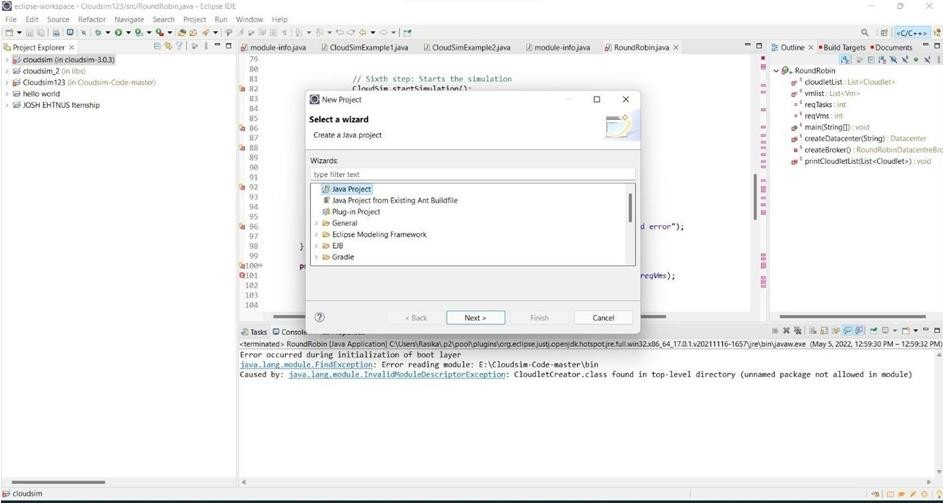 eclipse-workspace - Cloudsim123/src/RoundRobin.java - Eclipse IDE
File Edit Source Refactor Navigate Search Project Run Window Help
<C/C++>
Project Explorer
cloudsim (in cloudsim-3.0.3)
cloudsim_2 (in libs)
Cloudsim123 (in Cloudsim-Code-master)
hello world
JOSH EHTNUS Iternship
module-info.java
CloudSimExample1.java
CloudSimExample2.java
module-info.java
RoundRobin.java
79
80
81 // Sixth step: Starts the simulation
82 CloudSim.startSimulation();
New Project
Select a wizard
Create a Java project
Wizards:
type filter text
Java Project
Java Project from Existing Ant Buildfile
Plug-in Project
General
Eclipse Modeling Framework
EJB
Gradle
< Back
Next >
Finish
Cancel
86
87
88
89
90
91
92
93
94
95
96 d error");
97
98 }
99
100
101 reqVms);
102
103
104
Outline
Build Targets
Documents
RoundRobin
cloudletList : List<Cloudlet>
vmlist : List<Vm>
reqTasks : int
reqVms : int
main(String[]) : void
createDatacenter(String) : Datacenter
createBroker() : RoundRobinDatacentreBro
printCloudletList(List<Cloudlet>) : void
Tasks
Console
<terminated> RoundRobin [Java Application] C:\Users\Rasika\.p2\pool\plugins\org.eclipse.justj.openjdk.hotspot.jre.full.win32.x86_64_17.0.1.v20211116-1657\jre\bin\javaw.exe (May 5, 2022, 12:59:30 PM – 12:59:32 PM)
Error occurred during initialization of boot layer
java.lang.module.FindException: Error reading module: E:\Cloudsim-Code-master\bin
Caused by: java.lang.module.InvalidModuleDescriptorException: CloudletCreator.class found in top-level directory (unnamed package not allowed in module)
cloudsim